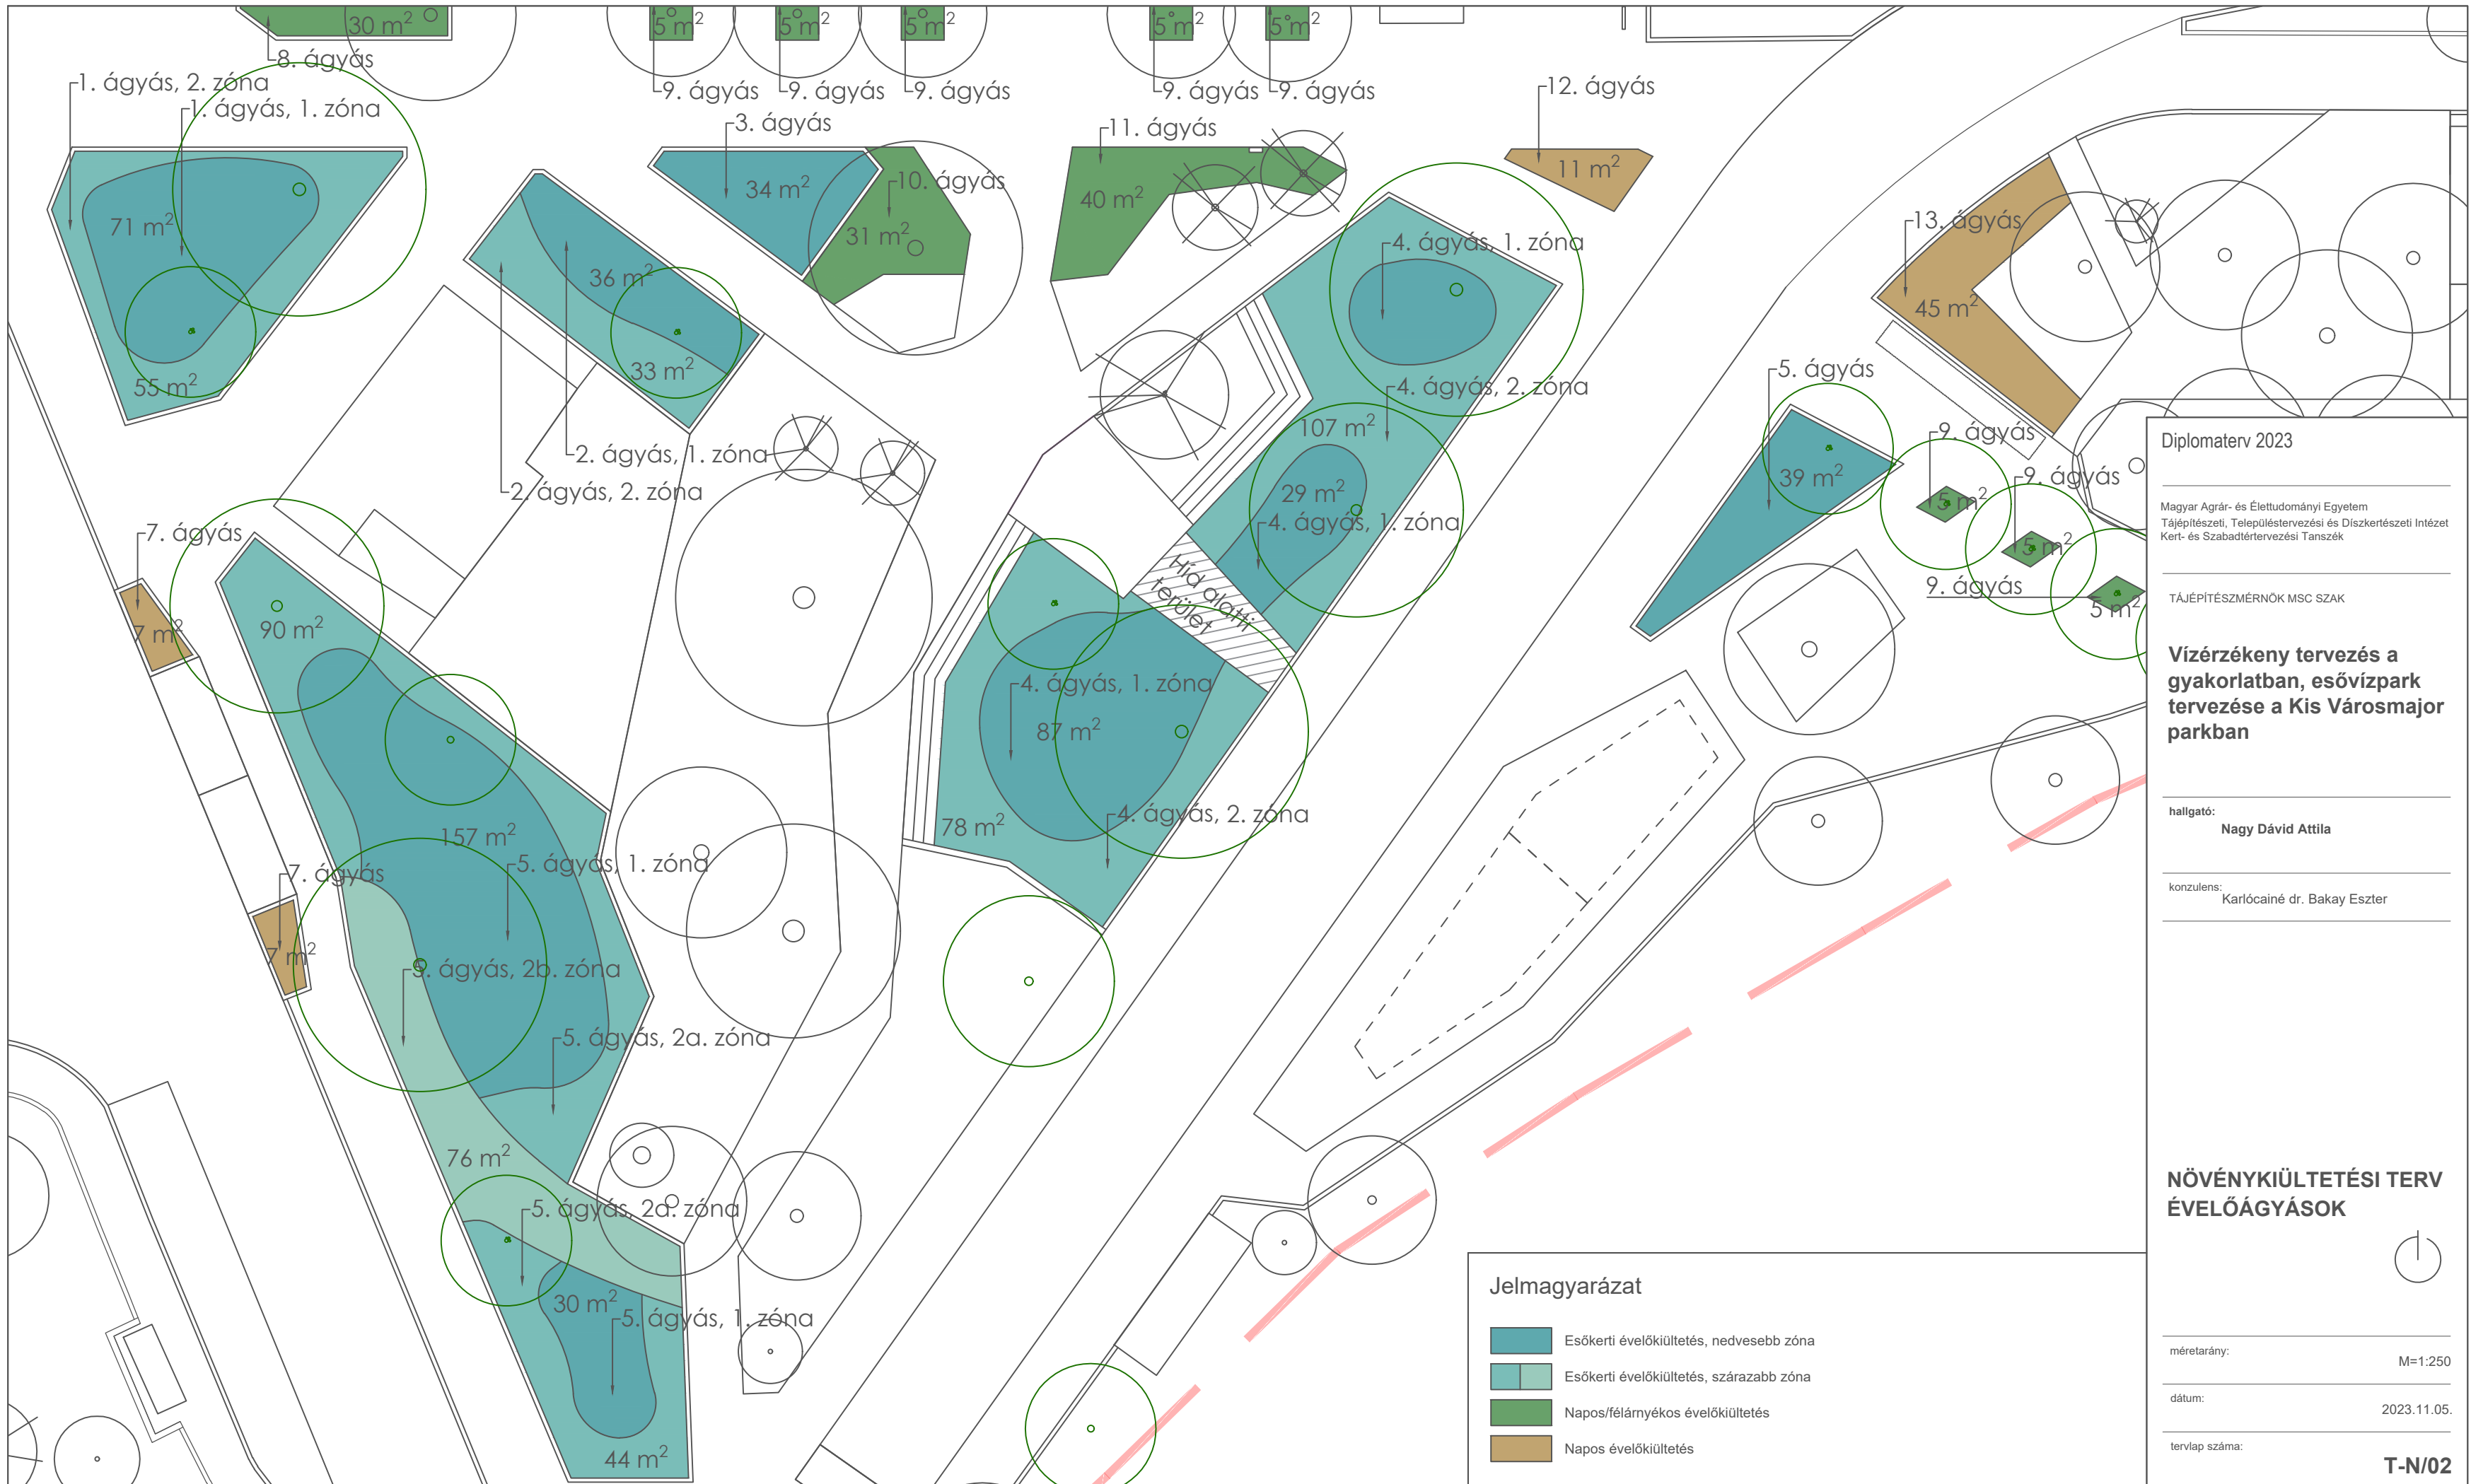 30 m²
5 m²
5 m²
5 m²
5 m²
5 m²
8. ágyás
1. ágyás, 2. zóna
1. ágyás, 1. zóna
9. ágyás
9. ágyás
9. ágyás
9. ágyás
9. ágyás
12. ágyás
3. ágyás
11. ágyás
11 m²
34 m²
10. ágyás
40 m²
71 m²
31 m²
13. ágyás
4. ágyás, 1. zóna
36 m²
45 m²
33 m²
55 m²
5. ágyás
4. ágyás, 2. zóna
107 m²
9. ágyás
2. ágyás, 1. zóna
39 m²
9. ágyás
2. ágyás, 2. zóna
29 m²
5 m²
4. ágyás, 1. zóna
7. ágyás
5 m²
Híd alatti
terület
9. ágyás
5 m²
7 m²
90 m²
4. ágyás, 1. zóna
87 m²
4. ágyás, 2. zóna
78 m²
157 m²
5. ágyás, 1. zóna
7. ágyás
7 m²
5. ágyás, 2b. zóna
5. ágyás, 2a. zóna
76 m²
5. ágyás, 2a. zóna
30 m²
5. ágyás, 1. zóna
44 m²
Jelmagyarázat
Esőkerti évelőkiültetés, nedvesebb zóna
Esőkerti évelőkiültetés, szárazabb zóna
Napos/félárnyékos évelőkiültetés
Napos évelőkiültetés
Diplomaterv 2023
Magyar Agrár- és Élettudományi Egyetem
Tájépítészeti, Településtervezési és Díszkertészeti Intézet
Kert- és Szabadtértervezési Tanszék
TÁJÉPÍTÉSZMÉRNÖK MSC SZAK
Vízérzékeny tervezés a
gyakorlatban, esővízpark
tervezése a Kis Városmajor
parkban
hallgató:
Nagy Dávid Attila
konzulens:
Karlócainé dr. Bakay Eszter
NÖVÉNYKIÜLTETÉSI TERV
ÉVELŐÁGYÁSOK
méretarány:
M=1:250
dátum:
2023.11.05.
tervlap száma:
T-N/02